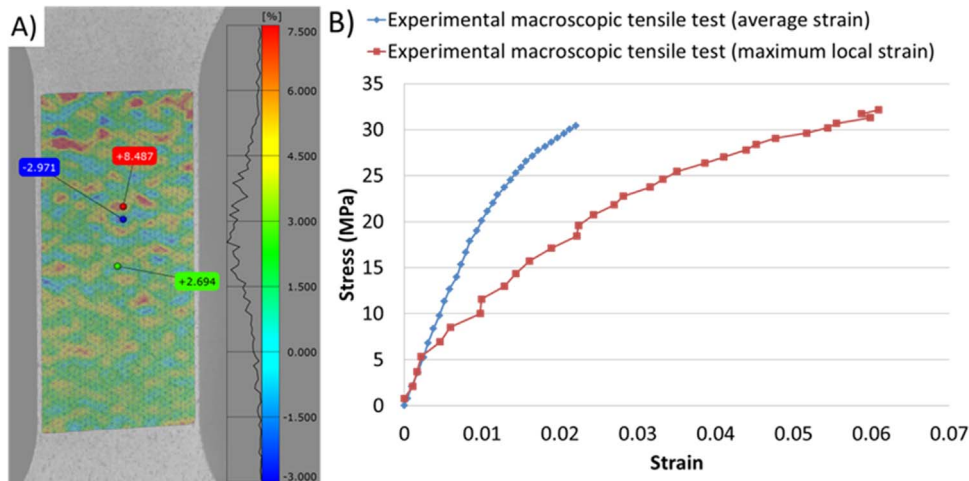 A)
[%]
7.500
6.000
4.500
3.000
1.500
0.000
-1.500
-3.000
-2.971
+8.487
+2.694
B)
Experimental macroscopic tensile test (average strain)
Experimental macroscopic tensile test (maximum local strain)
35
30
25
20
15
10
5
0
Stress (MPa)
0 0.01 0.02 0.03 0.04 0.05 0.06 0.07
Strain